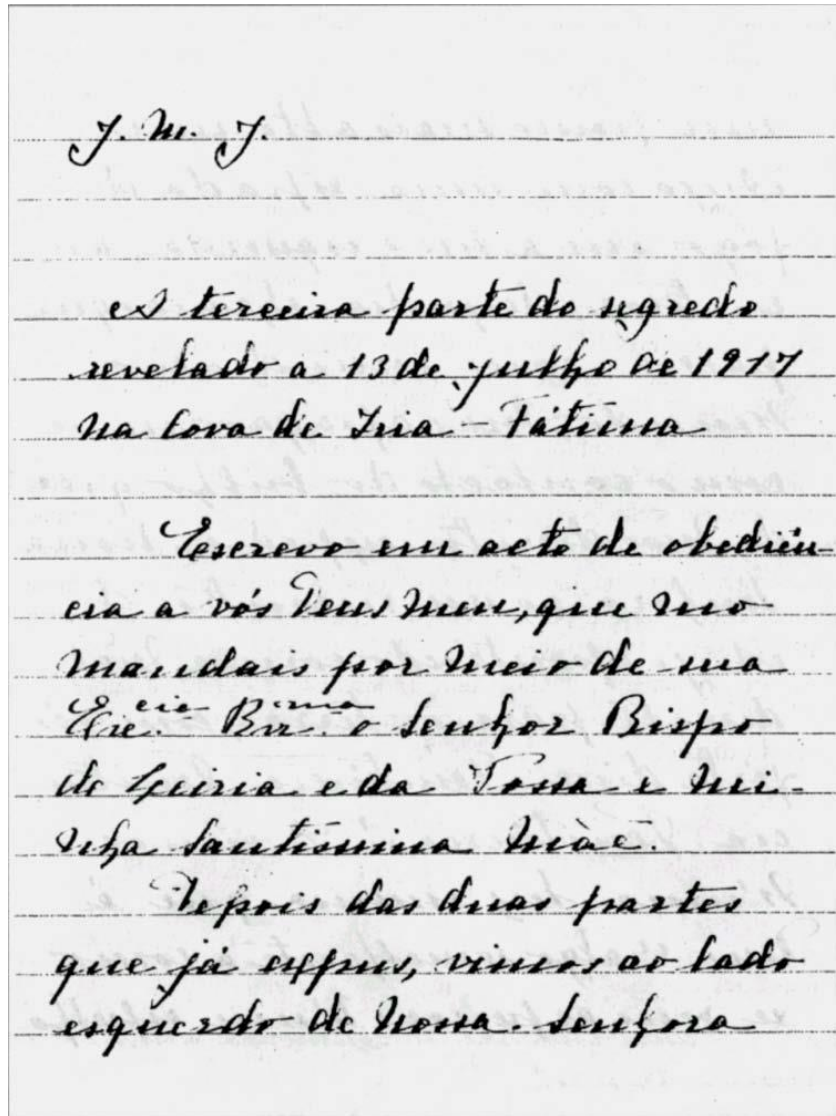 J. M. J.
A terceira parte do segredo
revelado a 13 de julho de 1917
na Cova de Iria - Fátima
Escrevo em acto de obediên-
cia a vós Deus meu, que mo
mandais por meio de sua
Ex.cia Rev.ma o Senhor Bispo
de Leiria e da Vossa e mi-
nha Santissima Mãe.
Depois das duas partes
que já expus, vimos ao lado
esquerdo de Nossa Senhora